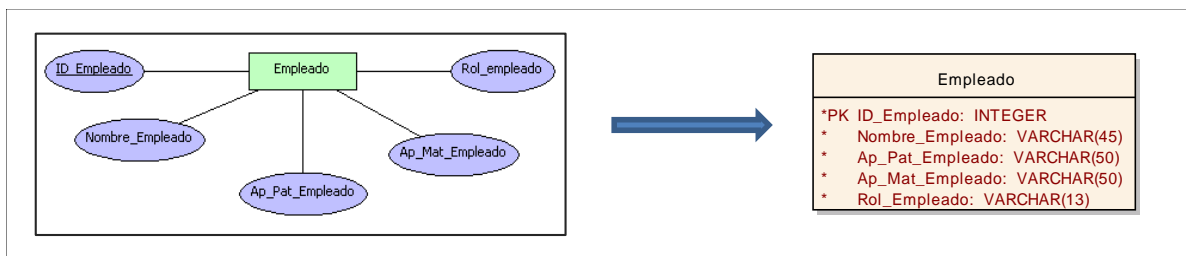 ID_Empleado
Empleado
Rol_empleado
Nombre_Empleado
Ap_Mat_Empleado
Ap_Pat_Empleado
Empleado
*PK ID_Empleado: INTEGER
* Nombre_Empleado: VARCHAR(45)
* Ap_Pat_Empleado: VARCHAR(50)
* Ap_Mat_Empleado: VARCHAR(50)
* Rol_Empleado: VARCHAR(13)